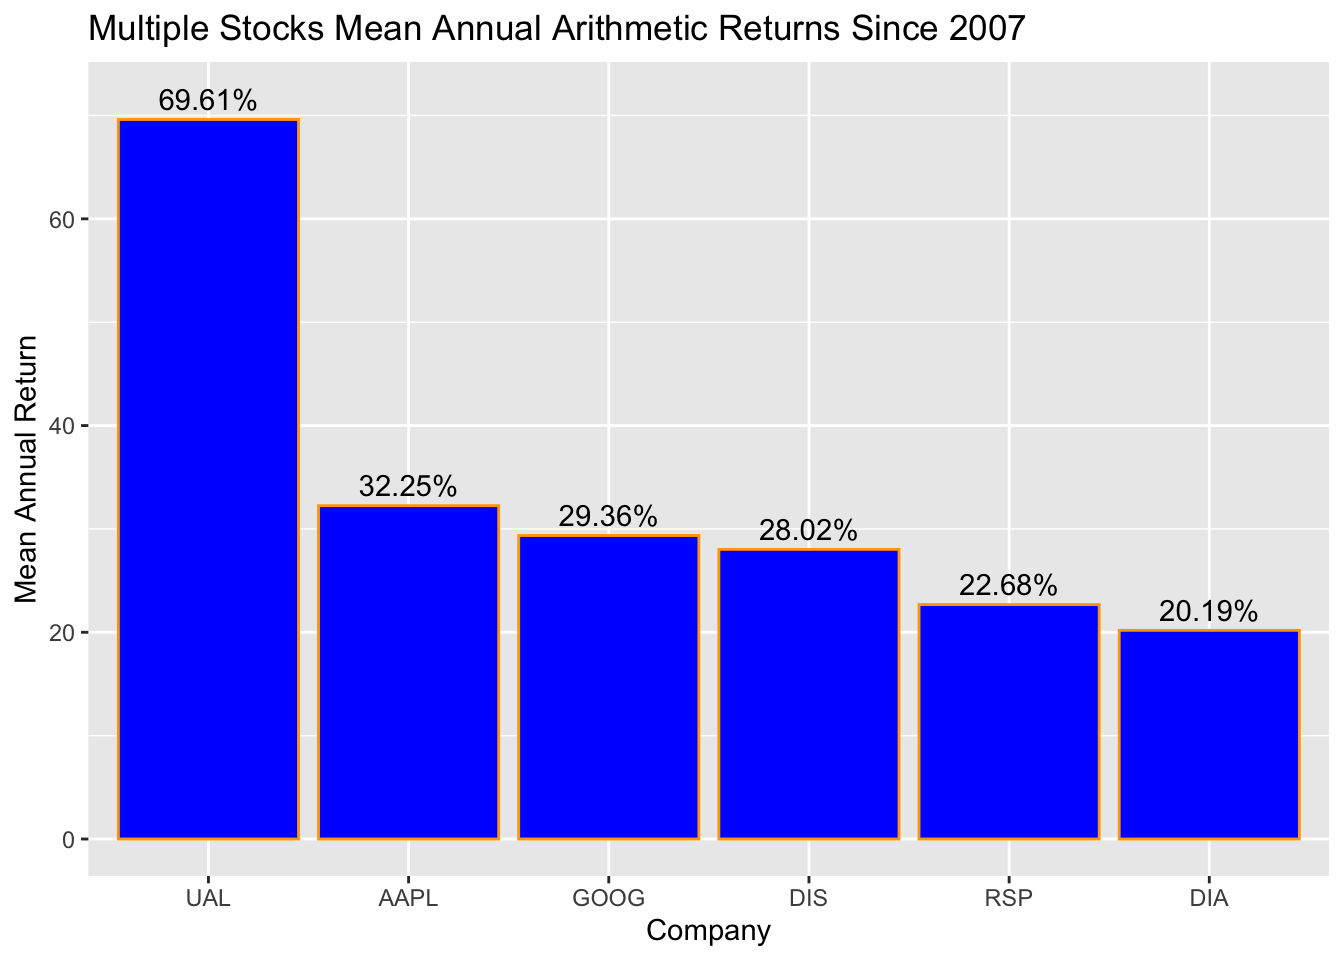 Multiple Stocks Mean Annual Arithmetic Returns Since 2007
69.61%
32.25%
29.36%
28.02%
22.68%
20.19%
Mean Annual Return
60
40
20
0
UAL AAPL GOOG DIS RSP DIA
Company